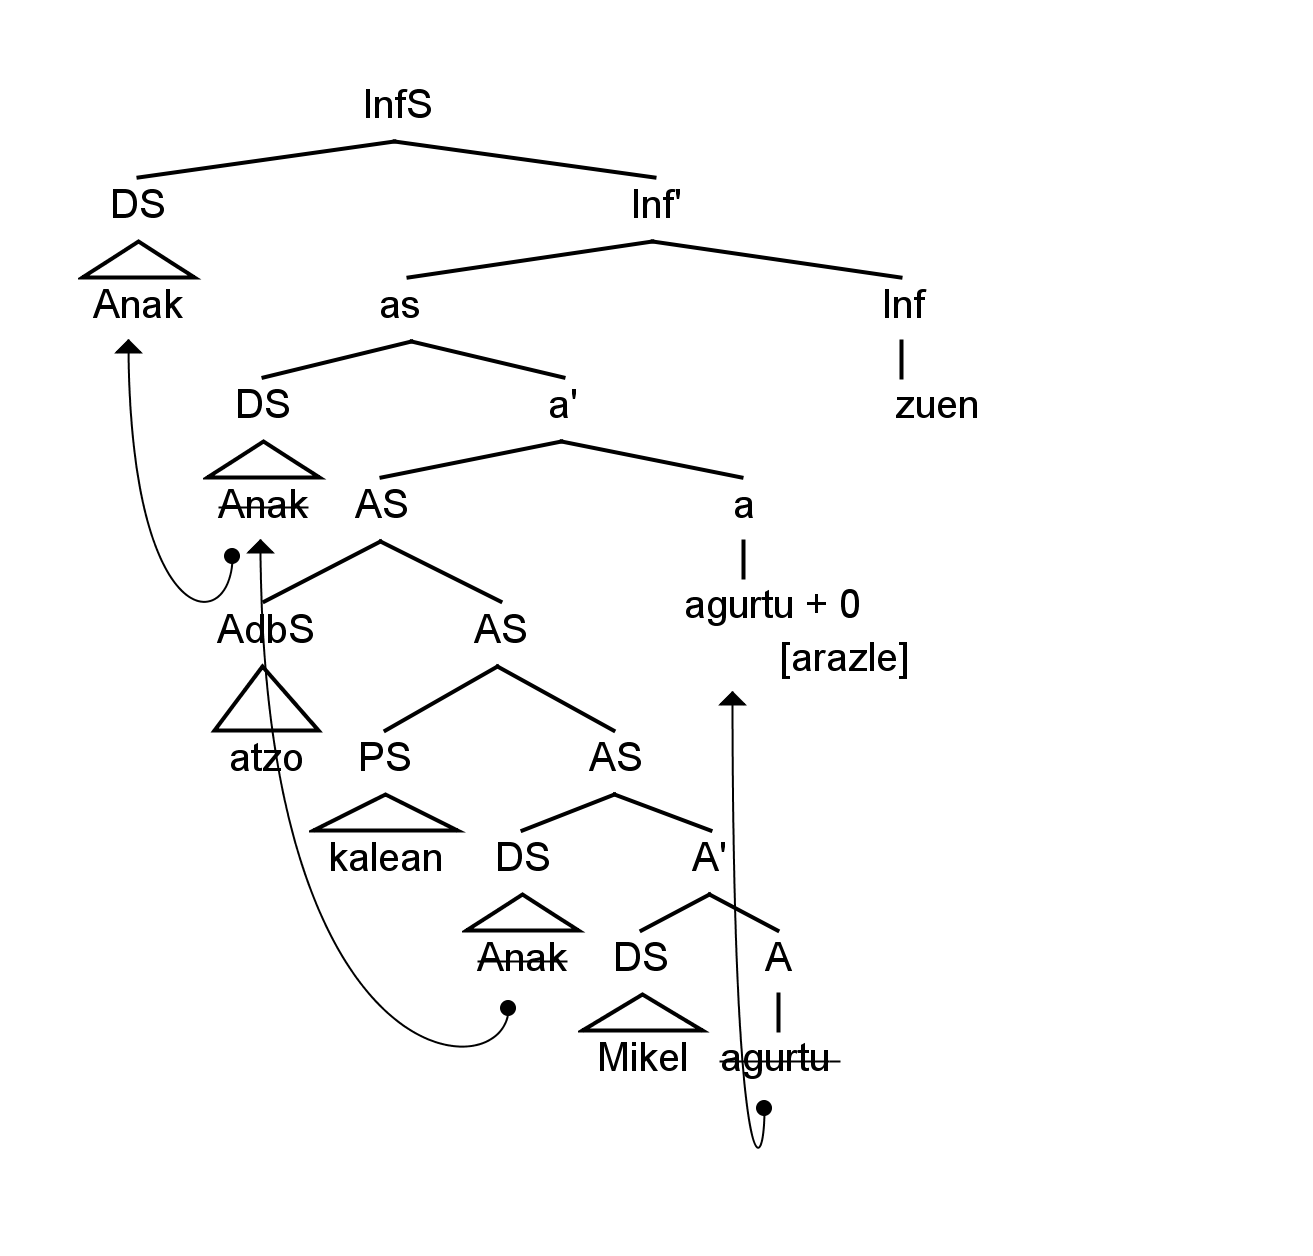 InfS
DS Inf'
Anak as Inf
DS a' zuen
Anak AS a
agurtu + 0
AdbS AS [arazle]
atzo PS AS
kalean DS A'
Anak DS A
Mikel agurtu